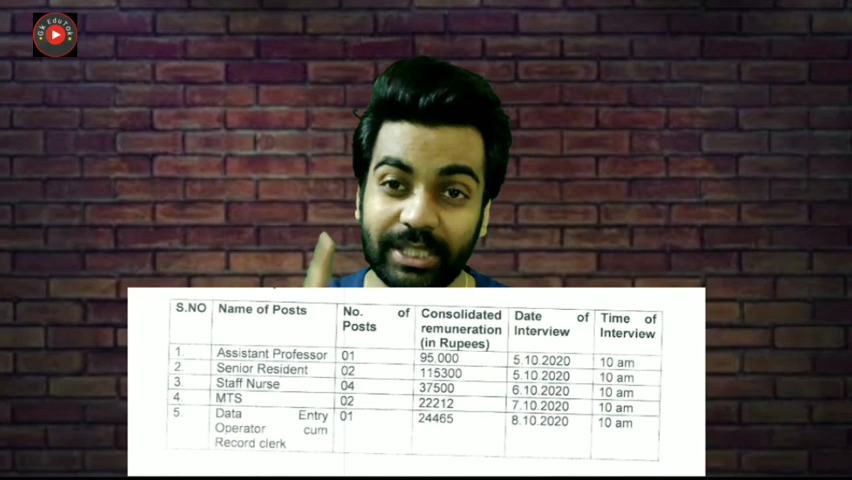 GK EduTok
S.NO Name of Posts No. of Posts Consolidated remuneration (in Rupees) Date of Interview Time of Interview
1. Assistant Professor 01 95,000 5.10.2020 10 am
2. Senior Resident 02 115300 5.10.2020 10 am
3. Staff Nurse 04 37500 6.10.2020 10 am
4. MTS 02 22212 7.10.2020 10 am
5. Data Entry Operator cum Record clerk 01 24465 8.10.2020 10 am